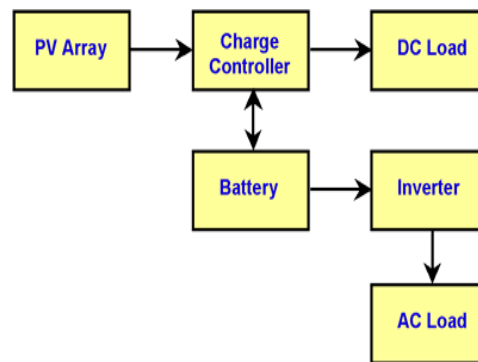 PV Array
Charge
Controller
DC Load
Battery
Inverter
AC Load